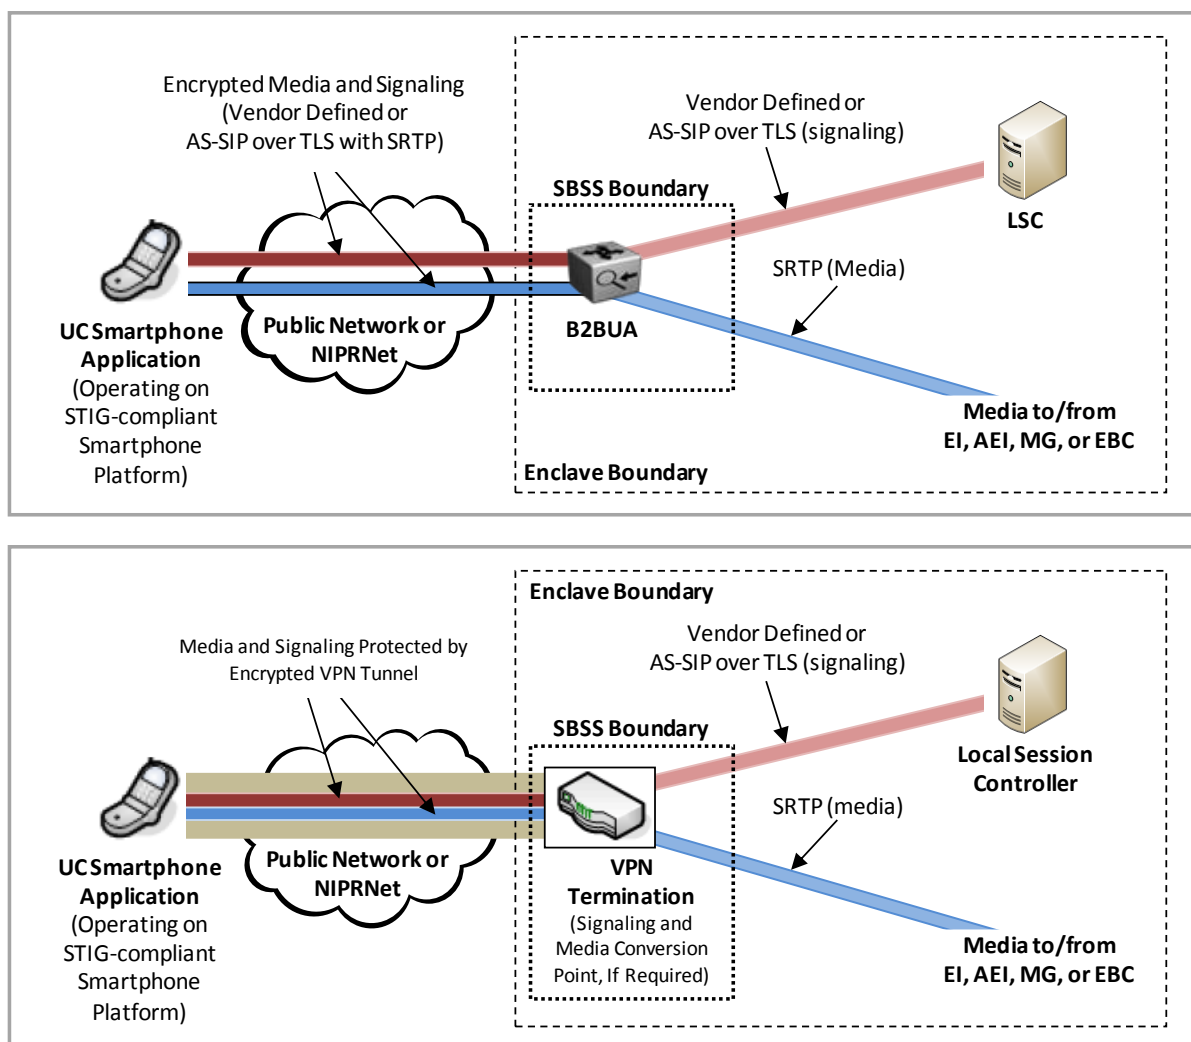 Encrypted Media and Signaling
(Vendor Defined or
AS-SIP over TLS with SRTP)
Vendor Defined or
AS-SIP over TLS (signaling)
SBSS Boundary
LSC
SRTP (Media)
UC Smartphone
Application
(Operating on
STIG-compliant
Smartphone
Platform)
Public Network or
NIPRNet
B2BUA
Media to/from
EI, AEI, MG, or EBC
Enclave Boundary
Enclave Boundary
Media and Signaling Protected by
Encrypted VPN Tunnel
Vendor Defined or
AS-SIP over TLS (signaling)
SBSS Boundary
Local Session
Controller
SRTP (media)
UC Smartphone
Application
(Operating on
STIG-compliant
Smartphone
Platform)
Public Network or
NIPRNet
VPN
Termination
(Signaling and
Media Conversion
Point, If Required)
Media to/from
EI, AEI, MG, or EBC